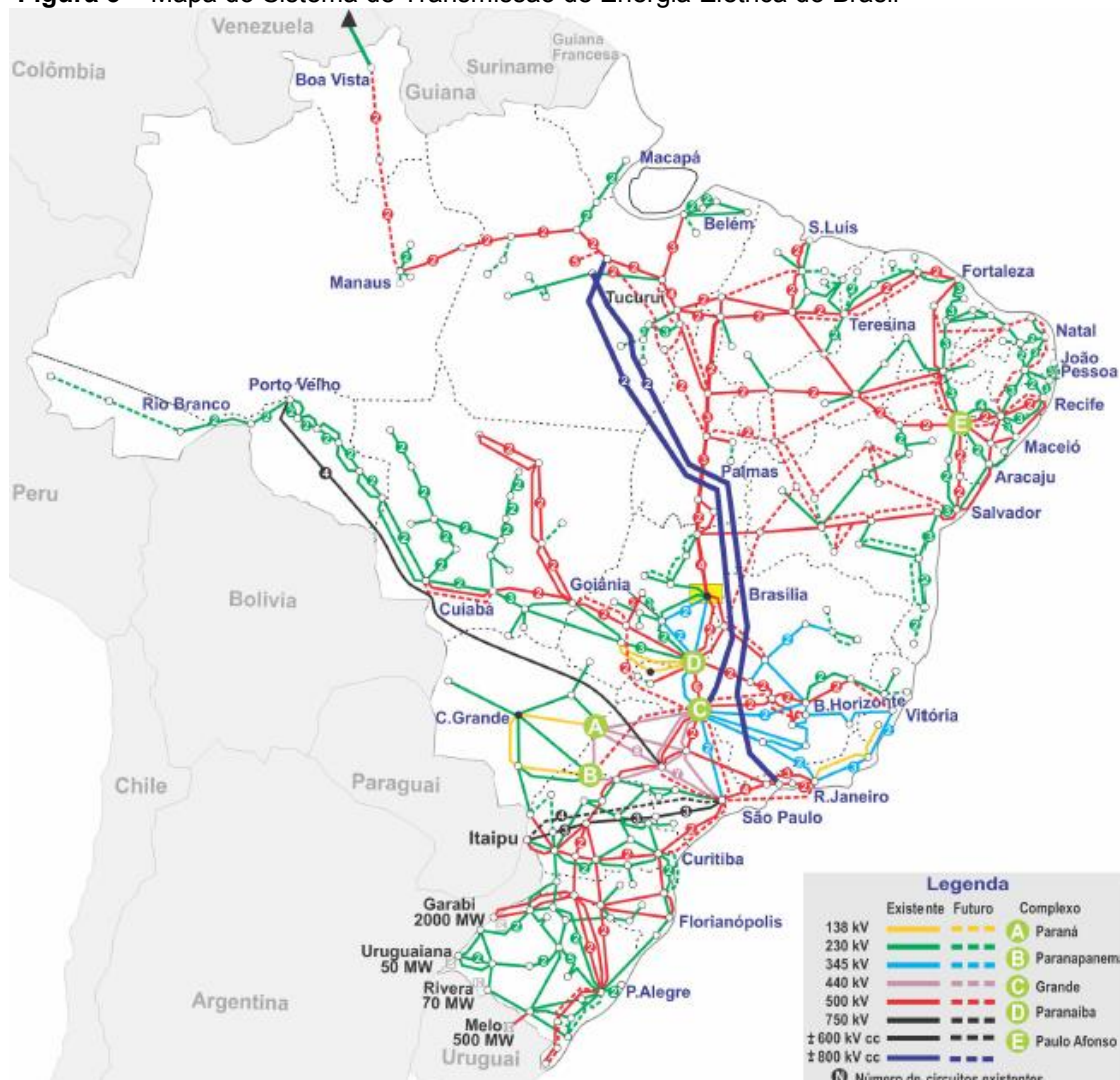 Figura 3 – Mapa do Sistema de Transmissão de Energia Elétrica do Brasil
Venezuela
Guiana
Francesa
Colômbia
Suriname
Boa Vista
Guiana
Macapá
Belém
S.Luís
Manaus
Fortaleza
Tucuruí
Teresina
Natal
João
Pessoa
Porto Velho
Rio Branco
Recife
Maceió
Palmas
Aracaju
Peru
Salvador
Bolivia
Goiânia
Brasilia
Cuiabá
C.Grande
B.Horizonte
Vitória
Chile
Paraguai
R.Janeiro
São Paulo
Itaipu
Curitiba
Garabi
2000 MW
Florianópolis
Uruguaiana
50 MW
Rivera
70 MW
P.Alegre
Argentina
Melo
500 MW
Uruguai
A
B
C
D
E
Legenda
Existente Futuro Complexo
138 kV A Paraná
230 kV
345 kV B Paranapanema
440 kV C Grande
500 kV
750 kV D Paranaiba
± 600 kV cc E Paulo Afonso
± 800 kV cc
N Número de circuitos existentes